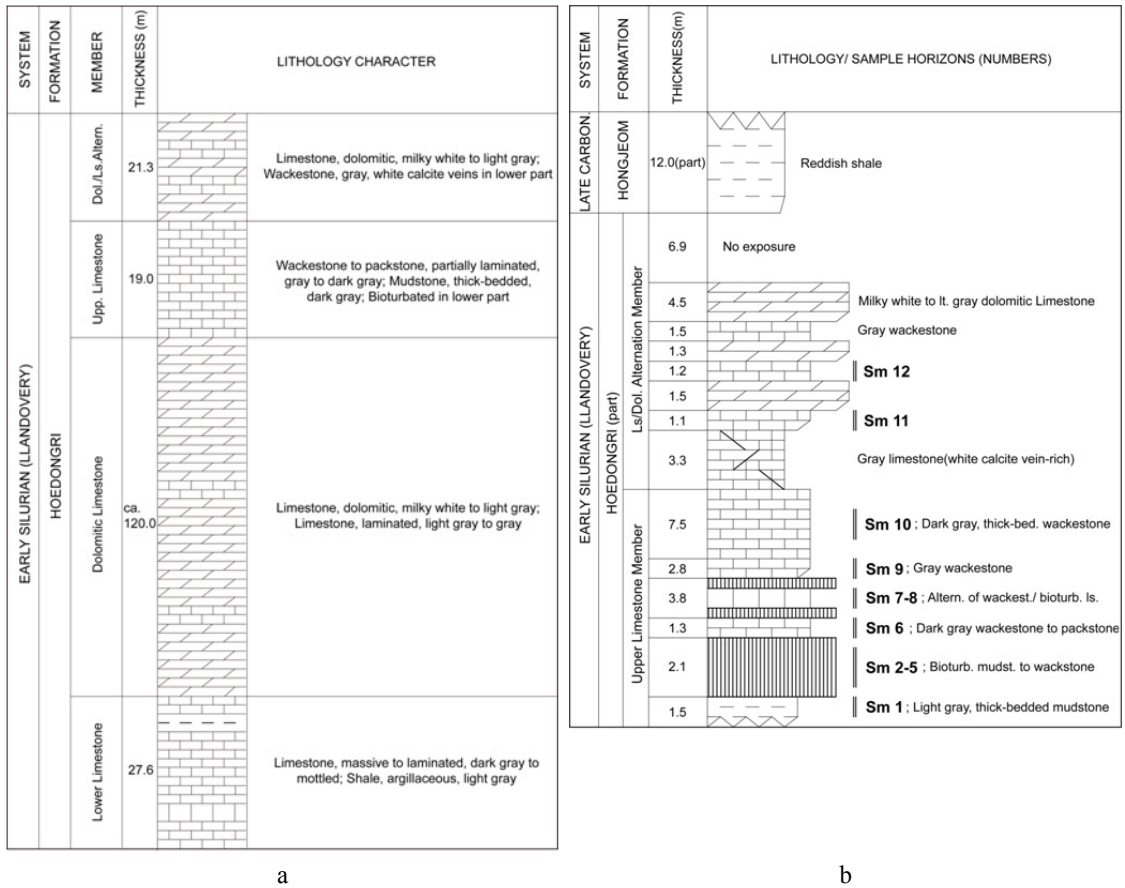 SYSTEM
FORMATION
MEMBER
THICKNESS (m)
LITHOLOGY CHARACTER
EARLY SILURIAN (LLANDOVERY)
HOEDONGRI
Dol./Ls.Altern.
21.3
Limestone, dolomitic, milky white to light gray;
Wackestone, gray, white calcite veins in lower part
Upp. Limestone
19.0
Wackestone to packstone, partially laminated,
gray to dark gray; Mudstone, thick-bedded,
dark gray; Bioturbated in lower part
Dolomitic Limestone
ca.
120.0
Limestone, dolomitic, milky white to light gray;
Limestone, laminated, light gray to gray
Lower Limestone
27.6
Limestone, massive to laminated, dark gray to
mottled; Shale, argillaceous, light gray
a
SYSTEM
FORMATION
THICKNESS(m)
LITHOLOGY/ SAMPLE HORIZONS (NUMBERS)
LATE CARBON.
HONGJEOM
12.0(part)
Reddish shale
EARLY SILURIAN (LLANDOVERY)
HOEDONGRI (part)
Ls/Dol. Alternation Member
6.9
No exposure
4.5
Milky white to lt. gray dolomitic Limestone
1.5
Gray wackestone
1.3
1.2
Sm 12
1.5
1.1
Sm 11
3.3
Gray limestone(white calcite vein-rich)
Upper Limestone Member
7.5
Sm 10 ; Dark gray, thick-bed. wackestone
2.8
Sm 9 ; Gray wackestone
3.8
Sm 7-8 ; Altern. of wackest./ bioturb. ls.
1.3
Sm 6 ; Dark gray wackestone to packstone
2.1
Sm 2-5 ; Bioturb. mudst. to wackstone
1.5
Sm 1 ; Light gray, thick-bedded mudstone
b